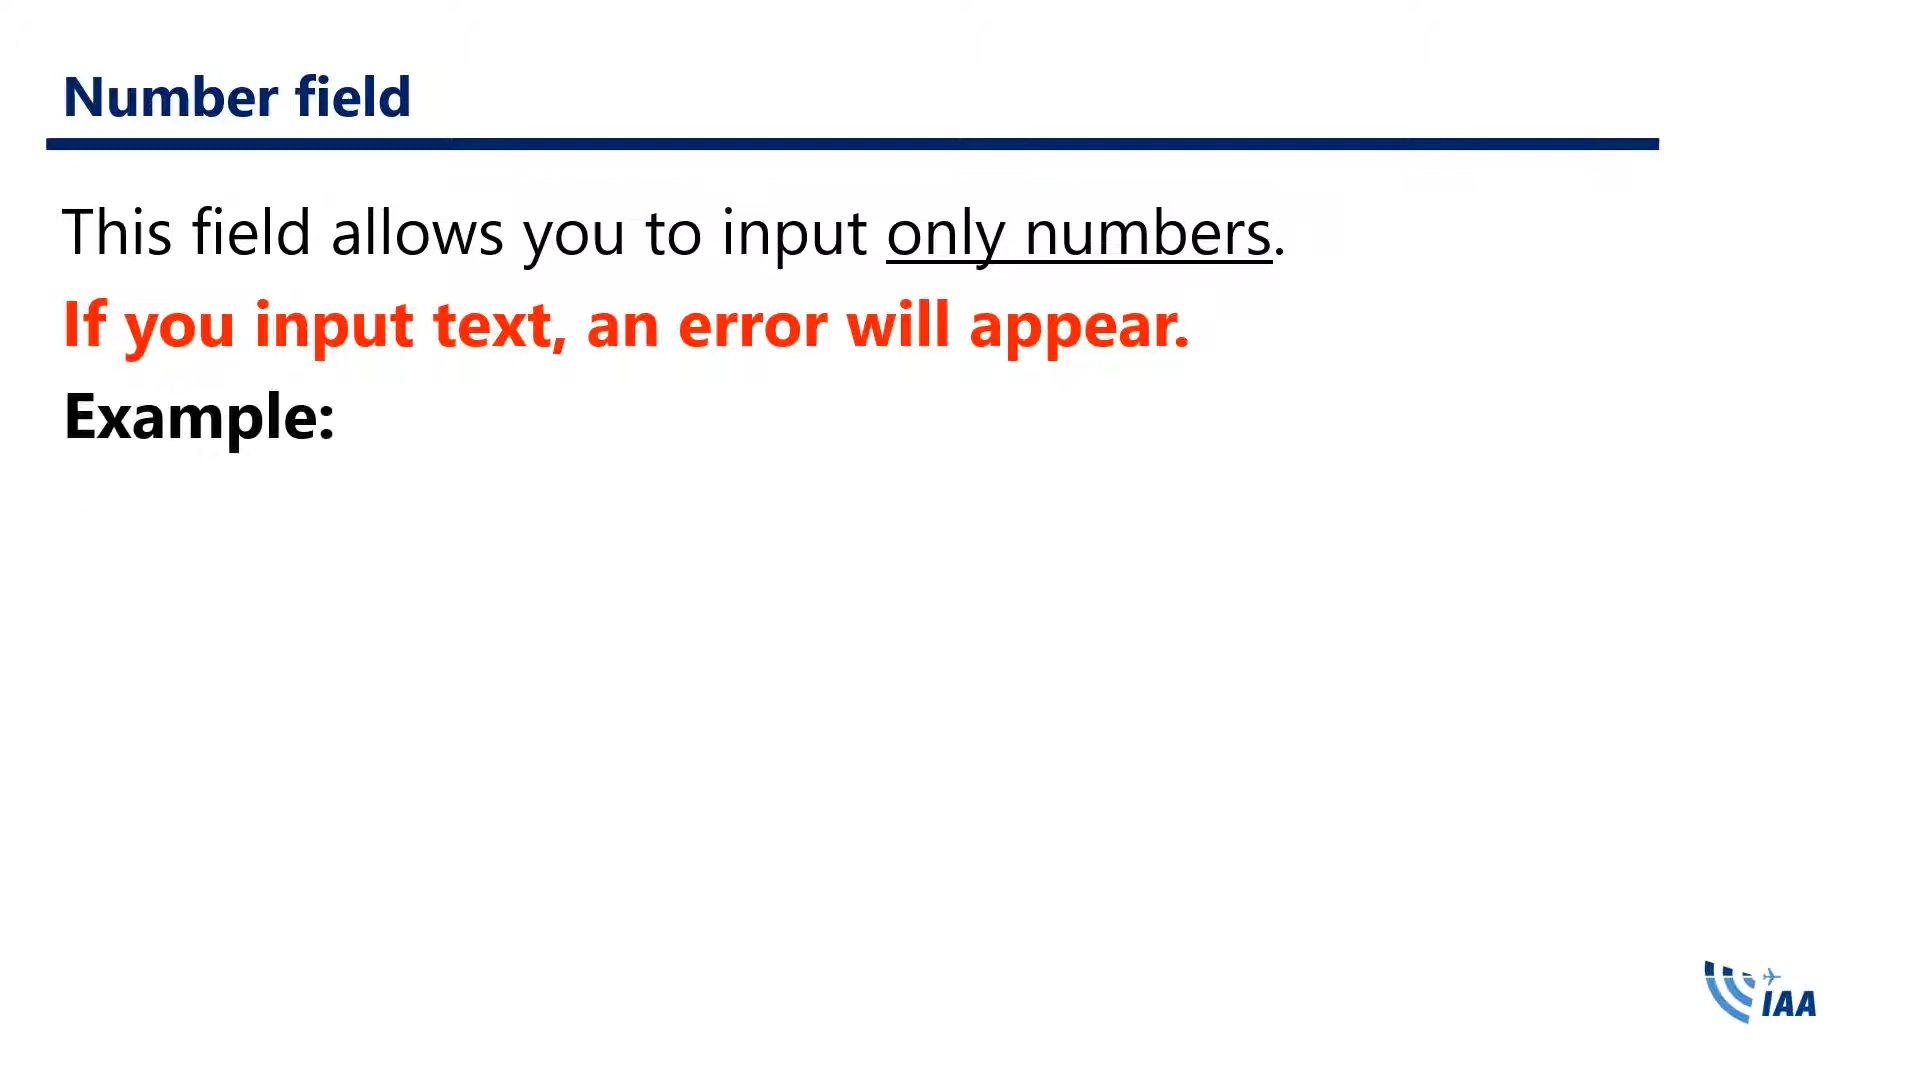 Number field
This field allows you to input only numbers.
If you input text, an error will appear.
Example:
IAA